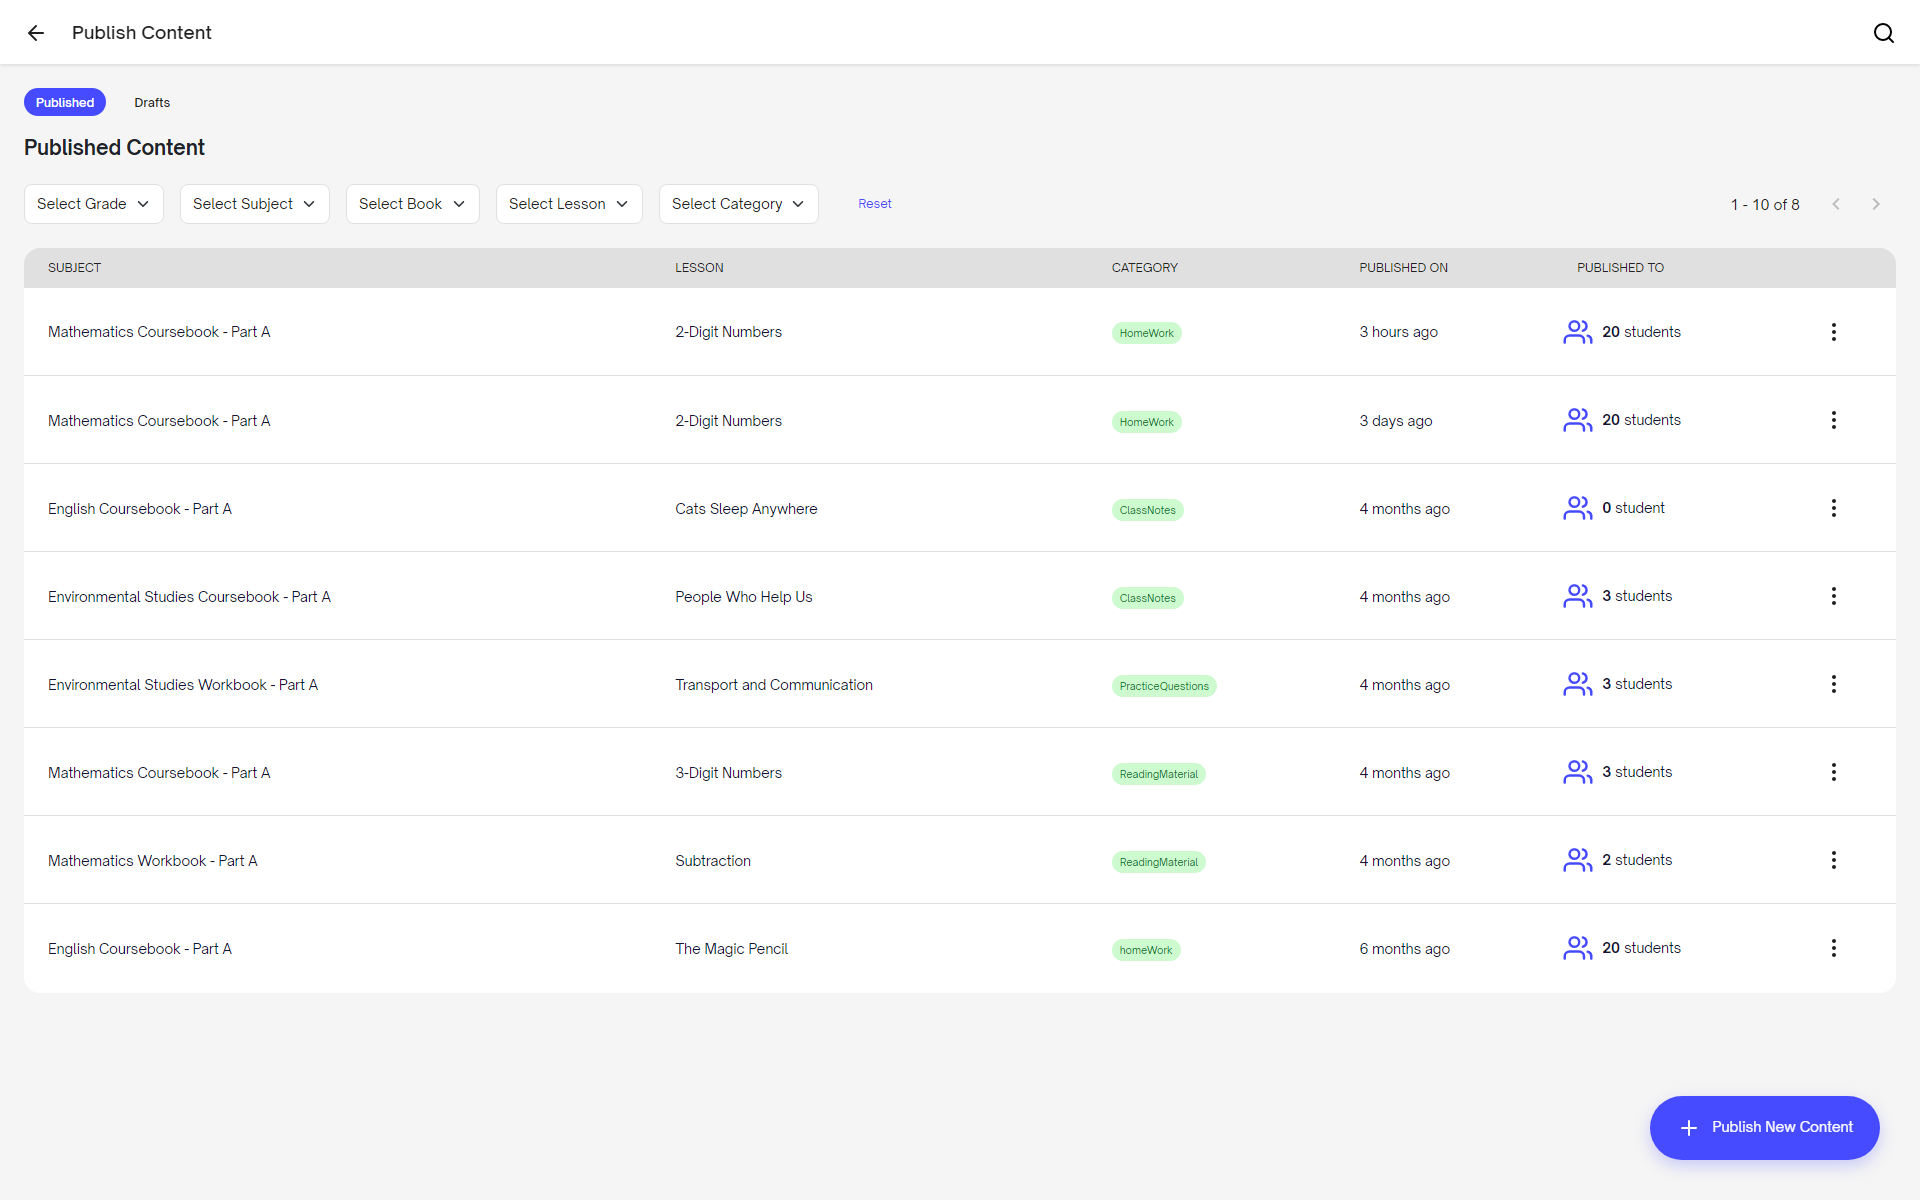 Publish Content
Published Drafts
Published Content
Select Grade Select Subject Select Book Select Lesson Select Category Reset 1 - 10 of 8
SUBJECT LESSON CATEGORY PUBLISHED ON PUBLISHED TO
Mathematics Coursebook - Part A 2-Digit Numbers HomeWork 3 hours ago 20 students
Mathematics Coursebook - Part A 2-Digit Numbers HomeWork 3 days ago 20 students
English Coursebook - Part A Cats Sleep Anywhere ClassNotes 4 months ago 0 student
Environmental Studies Coursebook - Part A People Who Help Us ClassNotes 4 months ago 3 students
Environmental Studies Workbook - Part A Transport and Communication PracticeQuestions 4 months ago 3 students
Mathematics Coursebook - Part A 3-Digit Numbers ReadingMaterial 4 months ago 3 students
Mathematics Workbook - Part A Subtraction ReadingMaterial 4 months ago 2 students
English Coursebook - Part A The Magic Pencil homeWork 6 months ago 20 students
Publish New Content